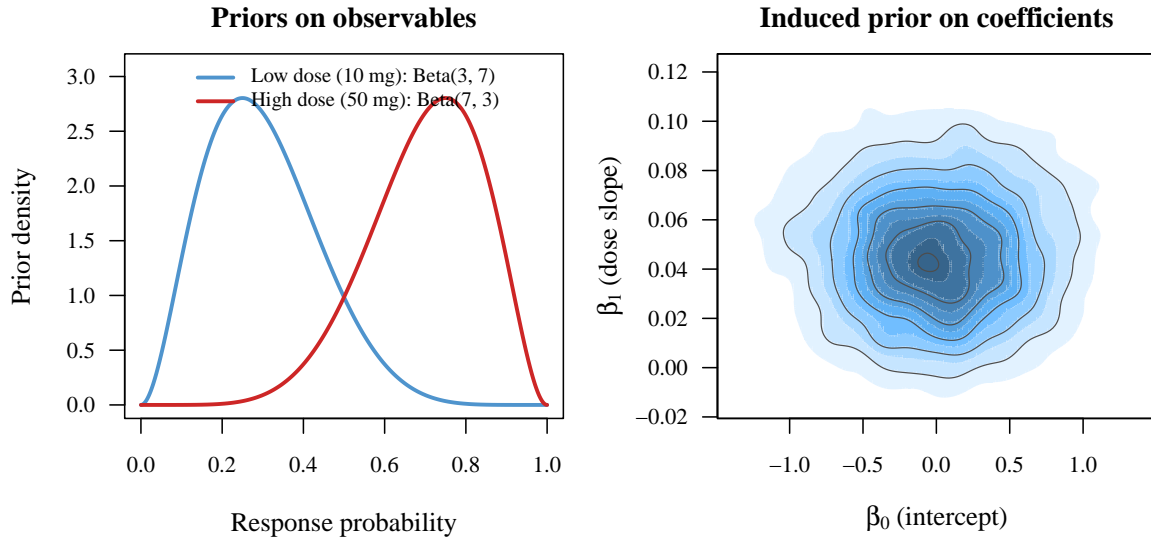 Priors on observables
Low dose (10 mg): Beta(3, 7)
High dose (50 mg): Beta(7, 3)
Prior density
3.0
2.5
2.0
1.5
1.0
0.5
0.0
0.0 0.2 0.4 0.6 0.8 1.0
Response probability
Induced prior on coefficients
β₁ (dose slope)
0.12
0.10
0.08
0.06
0.04
0.02
0.00
−0.02
−1.0 −0.5 0.0 0.5 1.0
β₀ (intercept)